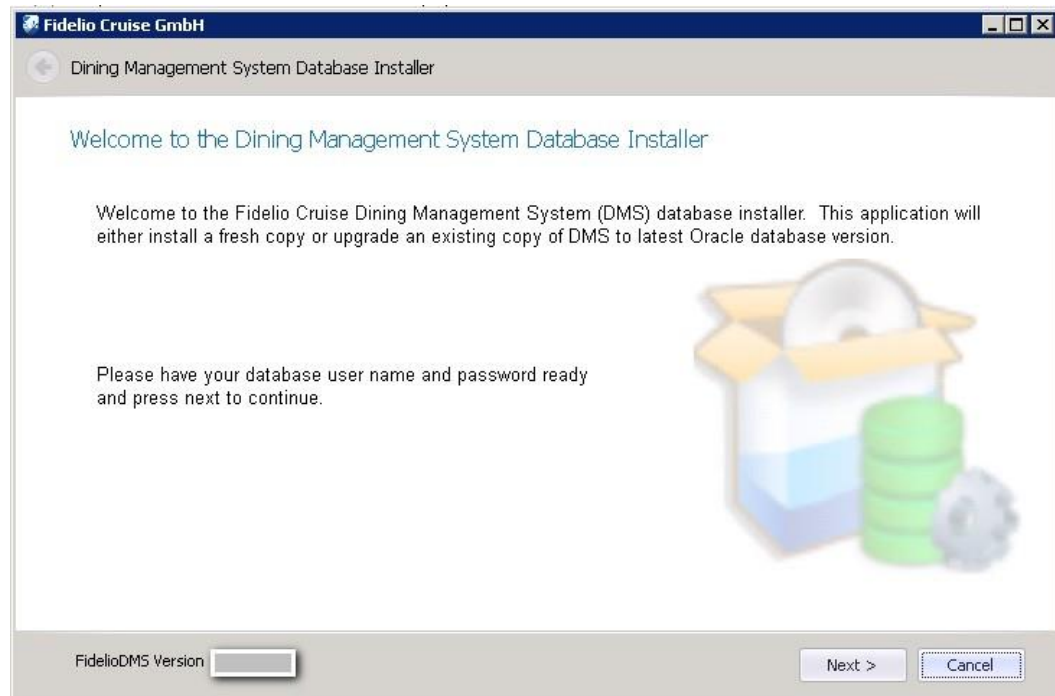 Fidelio Cruise GmbH
Dining Management System Database Installer
Welcome to the Dining Management System Database Installer
Welcome to the Fidelio Cruise Dining Management System (DMS) database installer. This application will
either install a fresh copy or upgrade an existing copy of DMS to latest Oracle database version.
Please have your database user name and password ready
and press next to continue.
FidelioDMS Version
Next >
Cancel